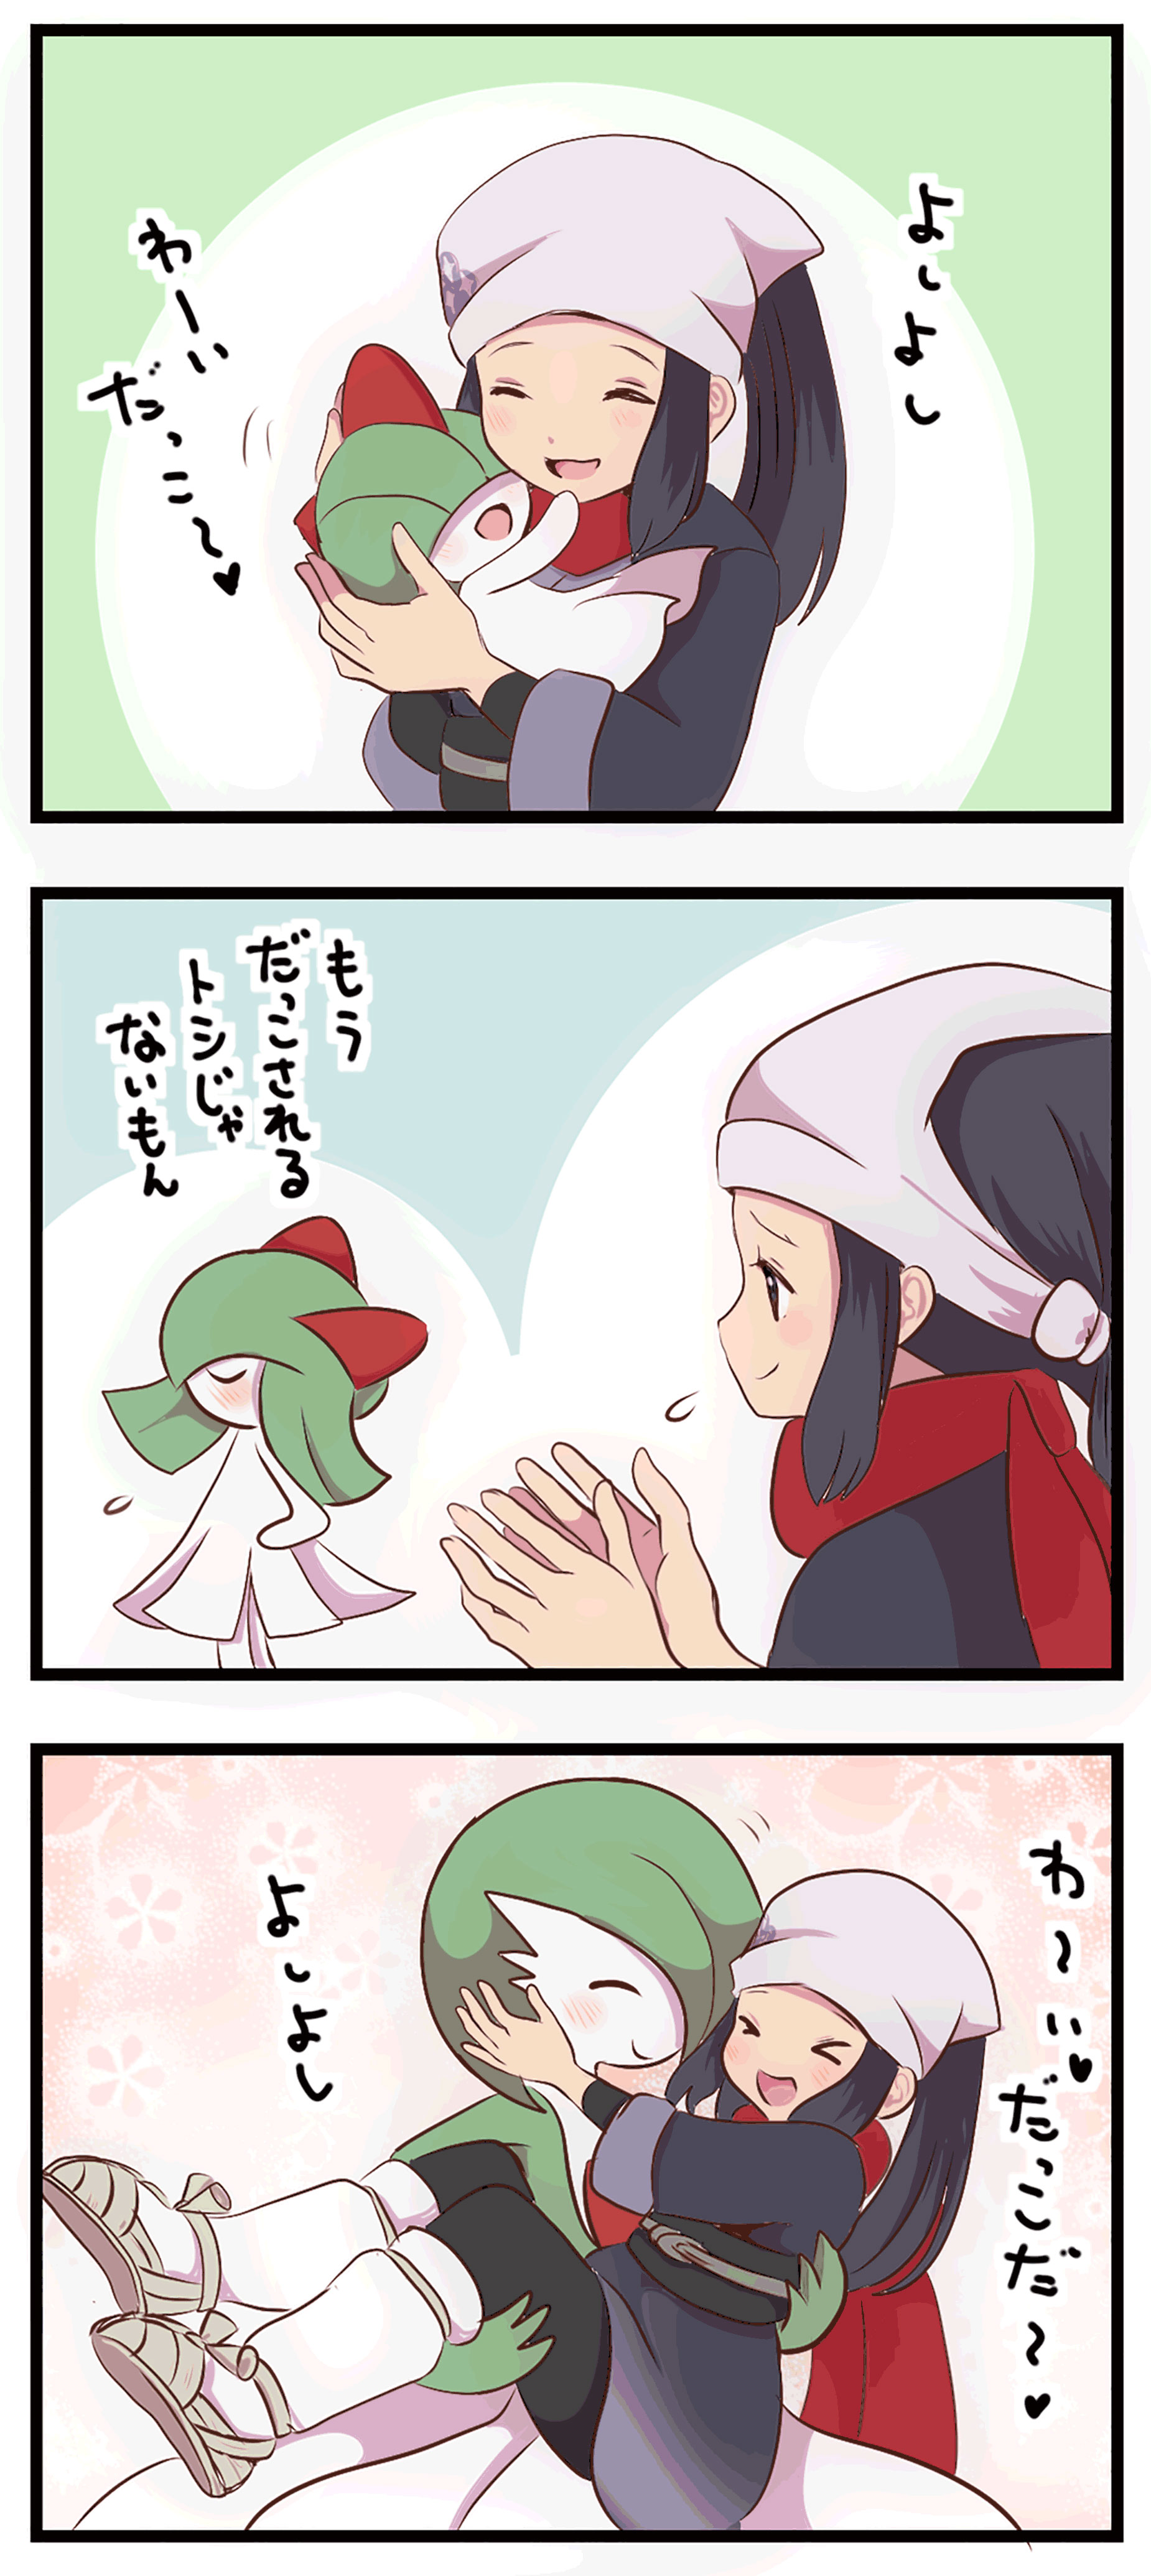 よしよし
わーい
だっこ～♥
もう
だっこされる
トシじゃ
ないもん
わ～い♥
だっこだ～♥
よしよし